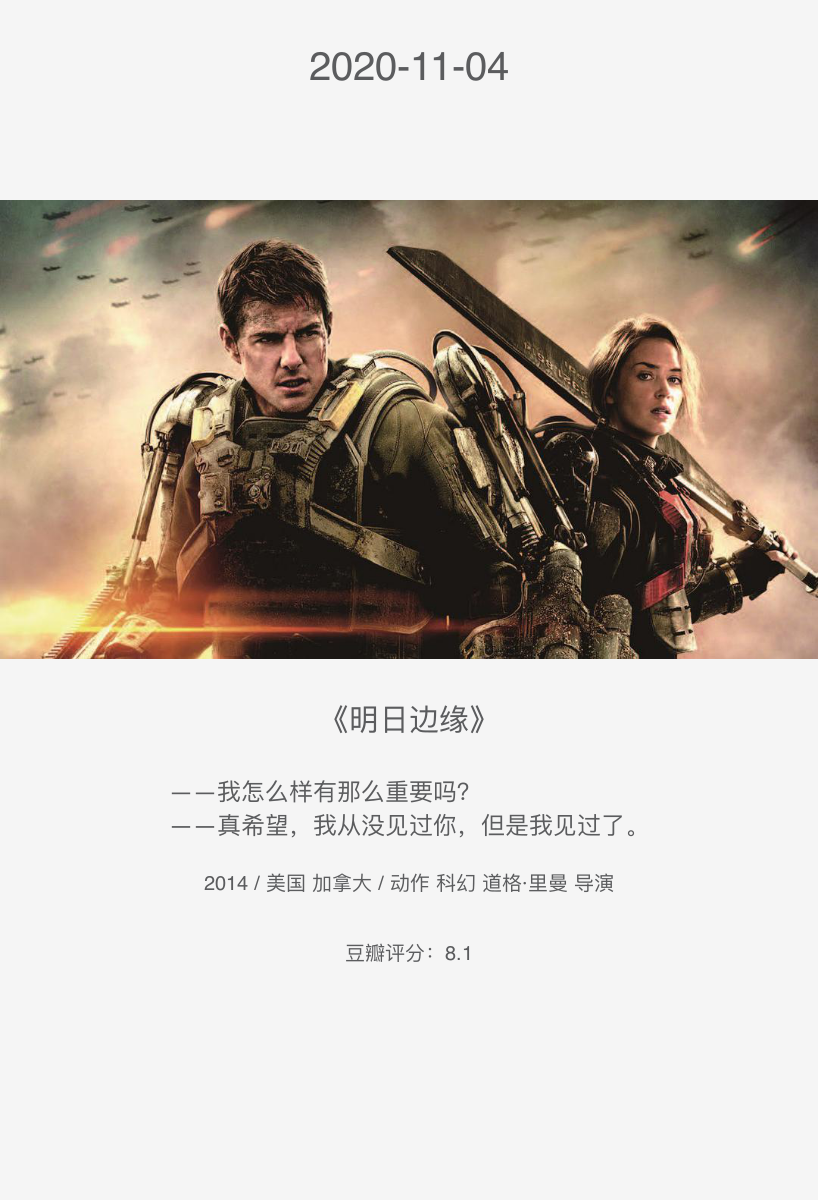 2020-11-04
《明日边缘》
——我怎么样有那么重要吗？
——真希望，我从没见过你，但是我见过了。
2014 / 美国 加拿大 / 动作 科幻 道格·里曼 导演
豆瓣评分：8.1